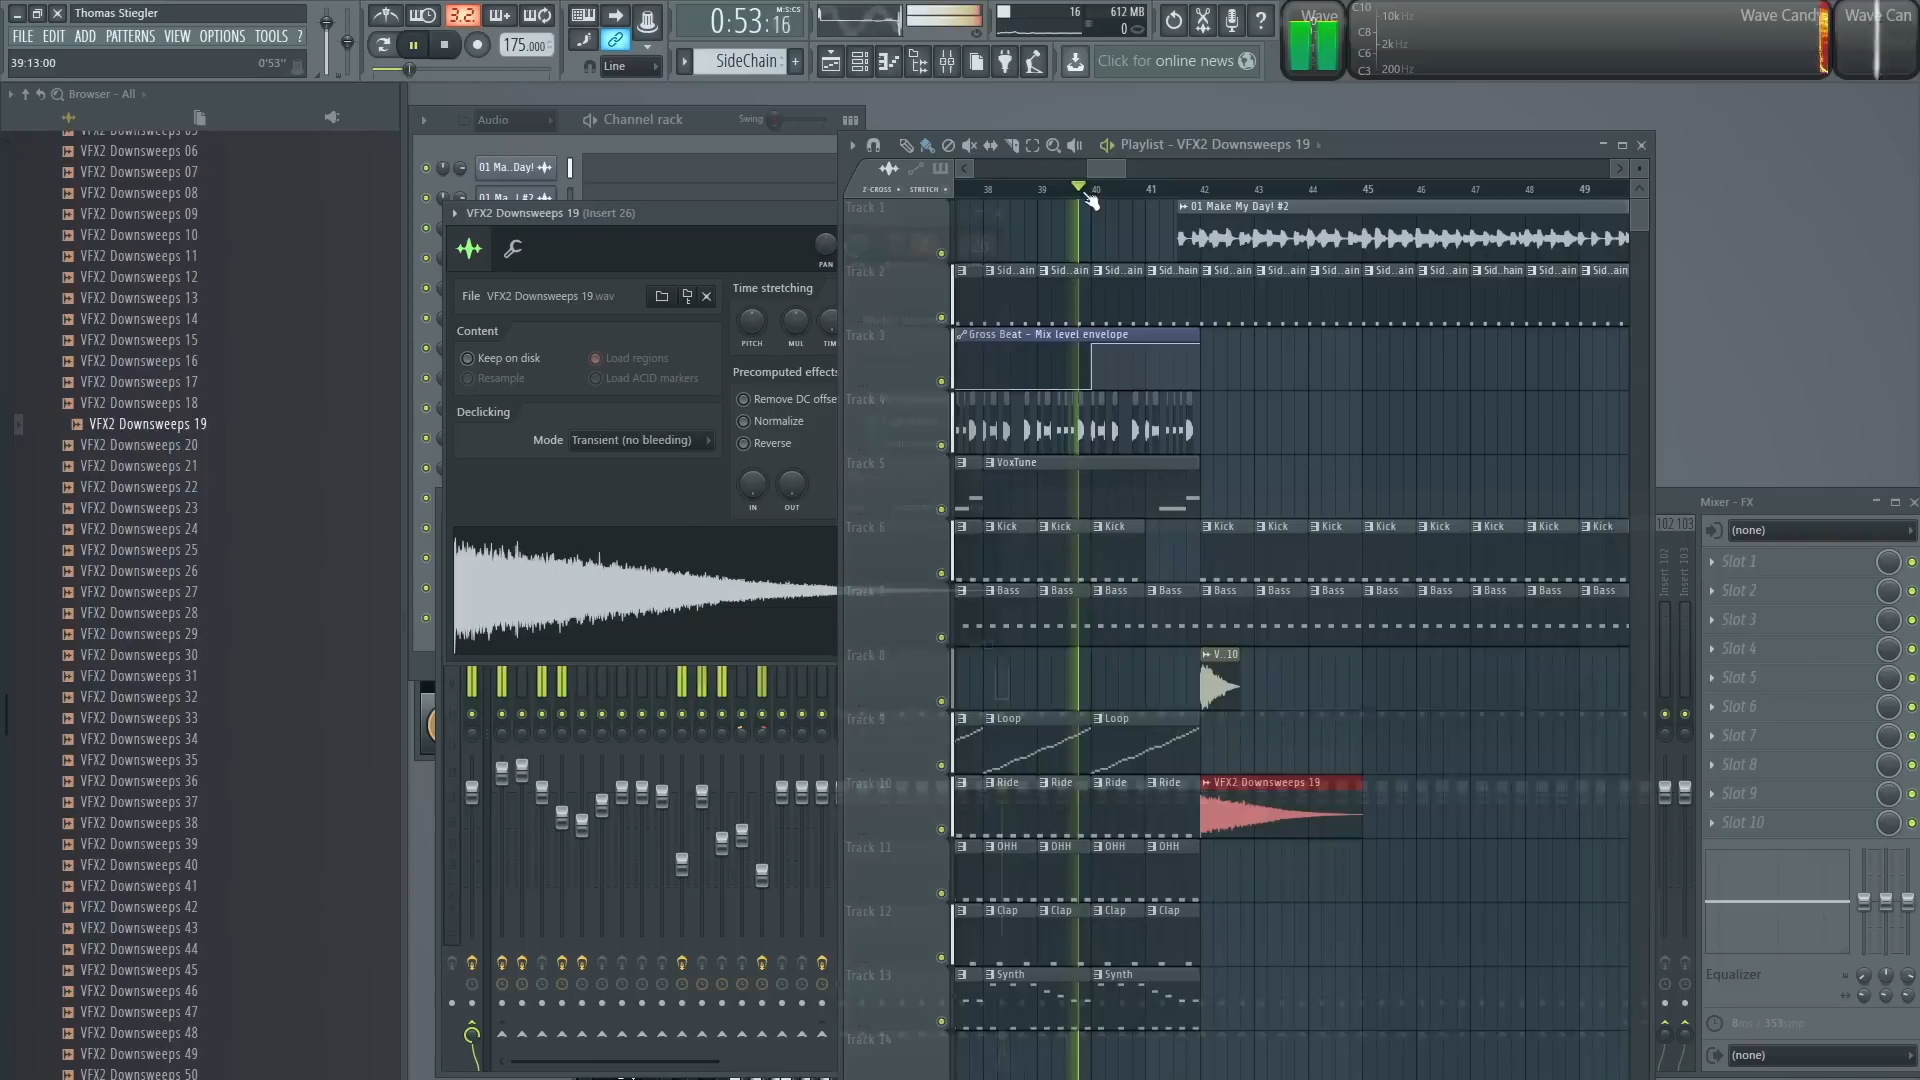 Thomas Stiegler
FILE EDIT ADD PATTERNS VIEW OPTIONS TOOLS ?
39:13:00 0'53"
3.2.
175.000
Line
0:53:16
M:S:CS
SideChain
16 612 MB
0
Click for online news
Wave
C10
C8
C6
C3
10kHz
2kHz
200Hz
Wave Candy
Wave Can
Browser - All
VFX2 Downsweeps 05
VFX2 Downsweeps 06
VFX2 Downsweeps 07
VFX2 Downsweeps 08
VFX2 Downsweeps 09
VFX2 Downsweeps 10
VFX2 Downsweeps 11
VFX2 Downsweeps 12
VFX2 Downsweeps 13
VFX2 Downsweeps 14
VFX2 Downsweeps 15
VFX2 Downsweeps 16
VFX2 Downsweeps 17
VFX2 Downsweeps 18
VFX2 Downsweeps 19
VFX2 Downsweeps 20
VFX2 Downsweeps 21
VFX2 Downsweeps 22
VFX2 Downsweeps 23
VFX2 Downsweeps 24
VFX2 Downsweeps 25
VFX2 Downsweeps 26
VFX2 Downsweeps 27
VFX2 Downsweeps 28
VFX2 Downsweeps 29
VFX2 Downsweeps 30
VFX2 Downsweeps 31
VFX2 Downsweeps 32
VFX2 Downsweeps 33
VFX2 Downsweeps 34
VFX2 Downsweeps 35
VFX2 Downsweeps 36
VFX2 Downsweeps 37
VFX2 Downsweeps 38
VFX2 Downsweeps 39
VFX2 Downsweeps 40
VFX2 Downsweeps 41
VFX2 Downsweeps 42
VFX2 Downsweeps 43
VFX2 Downsweeps 44
VFX2 Downsweeps 45
VFX2 Downsweeps 46
VFX2 Downsweeps 47
VFX2 Downsweeps 48
VFX2 Downsweeps 49
VFX2 Downsweeps 50
Audio Channel rack Swing
01 Ma..Day!
01 Ma..l #2
VFX2 Downsweeps 19 (Insert 26)
PAN
File VFX2 Downsweeps 19.wav
Time stretching
PITCH MUL TIM
Content
Keep on disk Load regions
Resample Load ACID markers
Precomputed effects
Remove DC offse
Normalize
Reverse
Declicking
Mode Transient (no bleeding)
IN OUT
Playlist - VFX2 Downsweeps 19
Z-CROSS STRETCH
38 39 40 41 42 43 44 45 46 47 48 49
Track 1 01 Make My Day! #2
Track 2 Sid..ain Sid..ain Sid..ain Sid..hain Sid..ain Sid..ain Sid..ain Sid..ain Sid..ain Sid..hain Sid..ain Sid..ain
Track 3 Gross Beat - Mix level envelope
Track 4
Track 5 VoxTune
Track 6 Kick Kick Kick Kick Kick Kick Kick Kick Kick Kick Kick
Track 7 Bass Bass Bass Bass Bass Bass Bass Bass Bass Bass Bass Bass
Track 8 V..10
Track 9 Loop Loop
Track 10 Ride Ride Ride Ride VFX2 Downsweeps 19
Track 11 OHH OHH OHH OHH
Track 12 Clap Clap Clap Clap
Track 13 Synth Synth
Track 14
Mixer - FX
102 103
Insert 102
Insert 103
(none)
Slot 1
Slot 2
Slot 3
Slot 4
Slot 5
Slot 6
Slot 7
Slot 8
Slot 9
Slot 10
Equalizer
8ms / 353smp
(none)